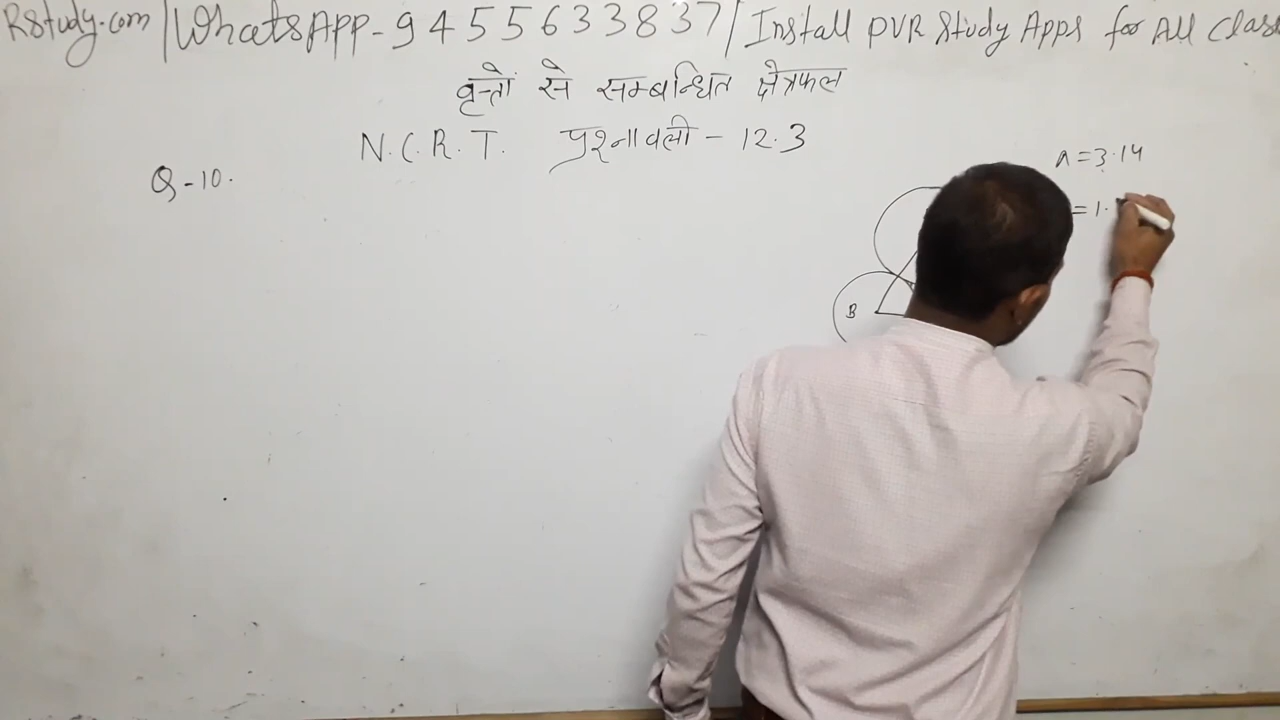 RStudy.com | WhatsApp - 9455633837 | Install PVR Study Apps for All Class
वृत्तों से सम्बन्धित क्षेत्रफल
N.C.R.T. प्रश्नावली - 12.3
Q-10.
π = 3.14
= 1.
B